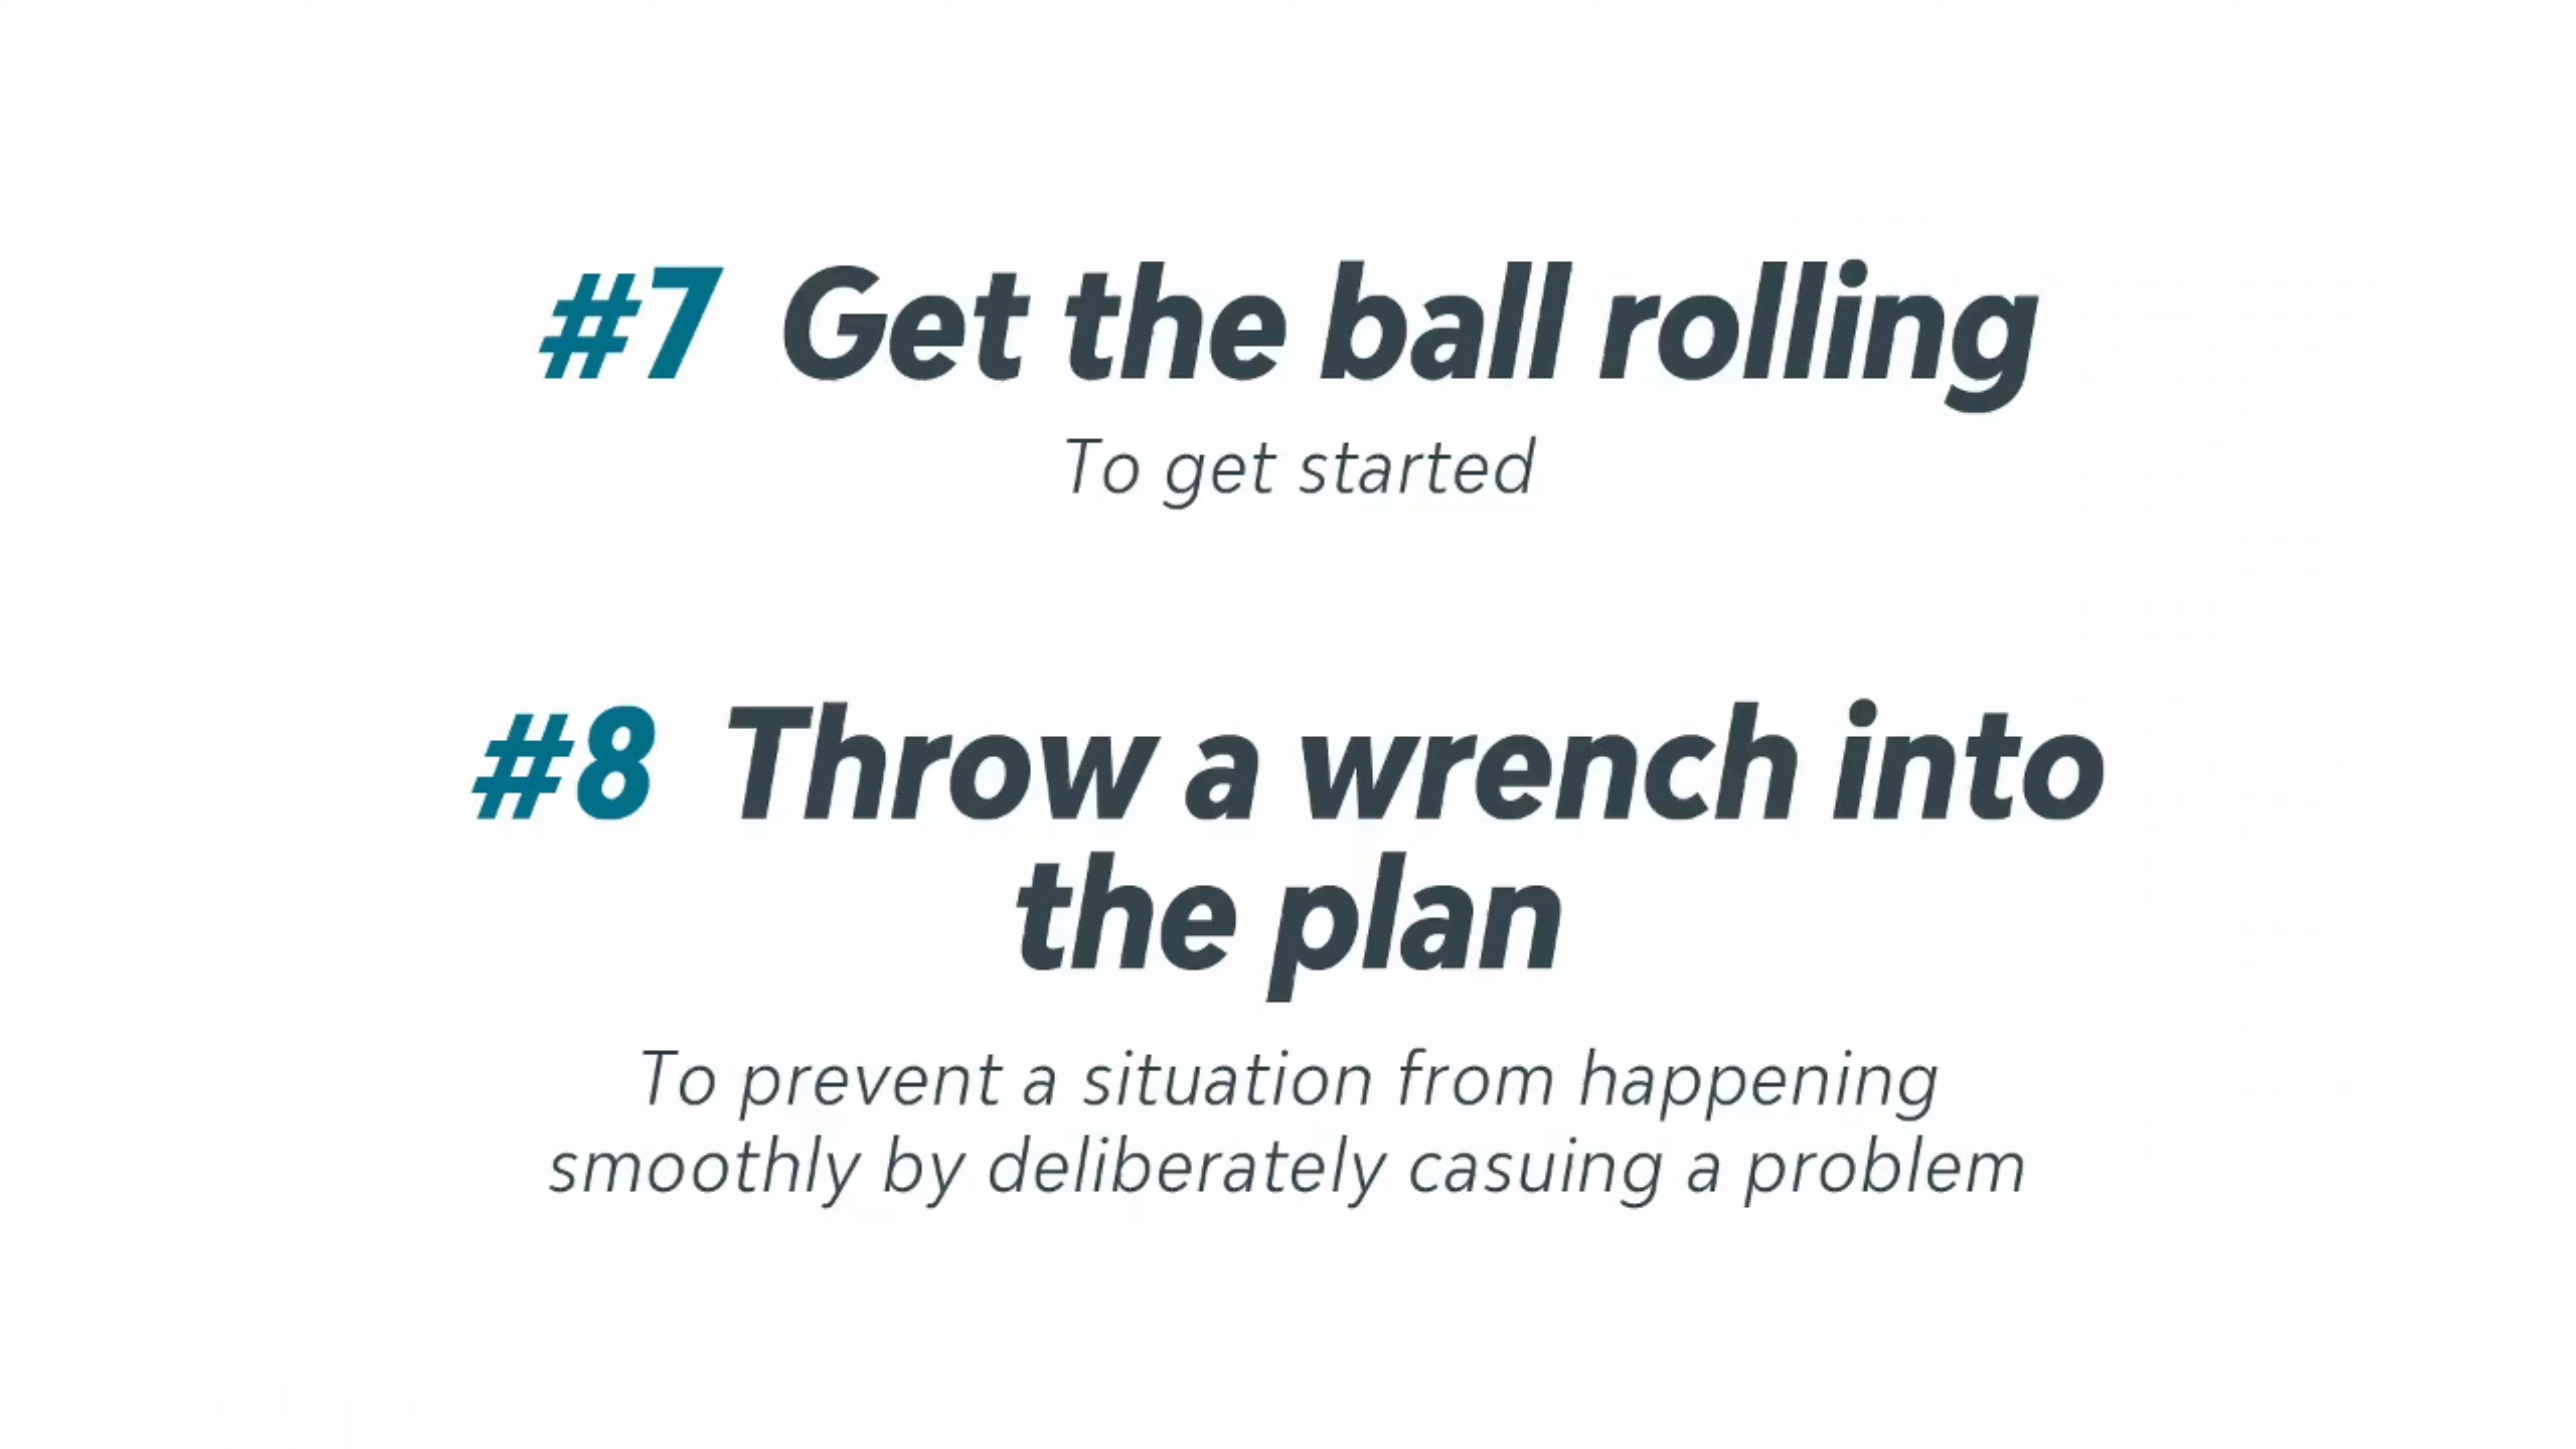 #7 Get the ball rolling
To get started
#8 Throw a wrench into
the plan
To prevent a situation from happening
smoothly by deliberately casuing a problem